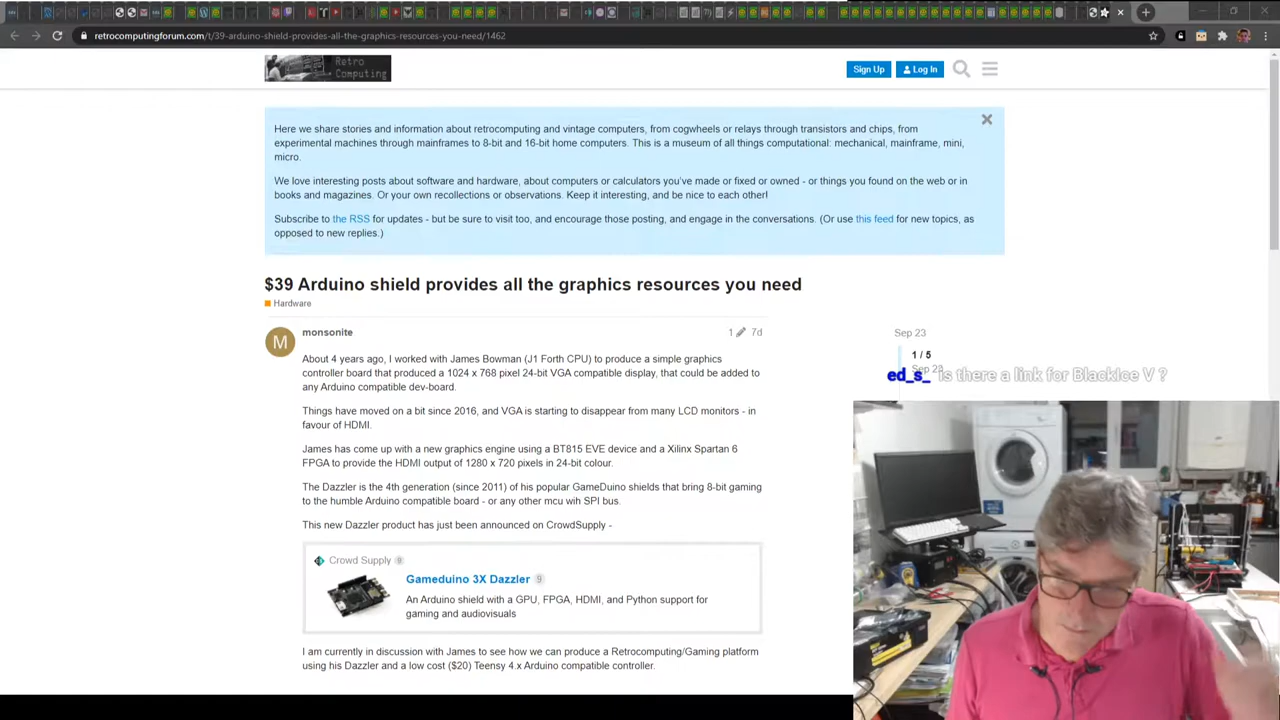 retrocomputingforum.com/t/39-arduino-shield-provides-all-the-graphics-resources-you-need/1462
Retro
Computing
Sign Up
Log In
Here we share stories and information about retrocomputing and vintage computers, from cogwheels or relays through transistors and chips, from
experimental machines through mainframes to 8-bit and 16-bit home computers. This is a museum of all things computational: mechanical, mainframe, mini,
micro.
We love interesting posts about software and hardware, about computers or calculators you've made or fixed or owned - or things you found on the web or in
books and magazines. Or your own recollections or observations. Keep it interesting, and be nice to each other!
Subscribe to the RSS for updates - but be sure to visit too, and encourage those posting, and engage in the conversations. (Or use this feed for new topics, as
opposed to new replies.)
$39 Arduino shield provides all the graphics resources you need
Hardware
M
monsonite
1 7d
About 4 years ago, I worked with James Bowman (J1 Forth CPU) to produce a simple graphics
controller board that produced a 1024 x 768 pixel 24-bit VGA compatible display, that could be added to
any Arduino compatible dev-board.
Things have moved on a bit since 2016, and VGA is starting to disappear from many LCD monitors - in
favour of HDMI.
James has come up with a new graphics engine using a BT815 EVE device and a Xilinx Spartan 6
FPGA to provide the HDMI output of 1280 x 720 pixels in 24-bit colour.
The Dazzler is the 4th generation (since 2011) of his popular GameDuino shields that bring 8-bit gaming
to the humble Arduino compatible board - or any other mcu wih SPI bus.
This new Dazzler product has just been announced on CrowdSupply -
Crowd Supply 9
Gameduino 3X Dazzler 9
An Arduino shield with a GPU, FPGA, HDMI, and Python support for
gaming and audiovisuals
I am currently in discussion with James to see how we can produce a Retrocomputing/Gaming platform
using his Dazzler and a low cost ($20) Teensy 4.x Arduino compatible controller.
Sep 23
1 / 5
Sep 23
ed_s_ is there a link for BlackIce V ?